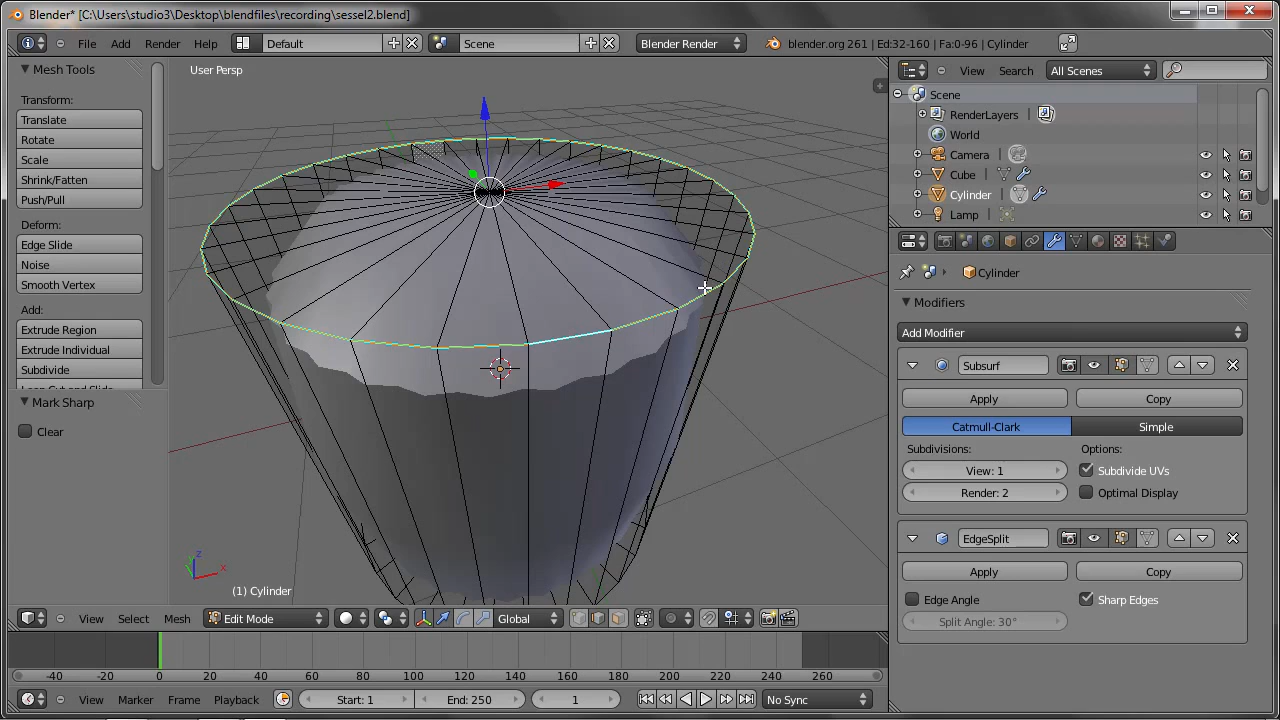 Blender* [C:\Users\studio3\Desktop\blendfiles\recording\sessel2.blend]
File Add Render Help Default Scene Blender Render blender.org 261 | Ed:32-160 | Fa:0-96 | Cylinder
Mesh Tools
Transform:
Translate
Rotate
Scale
Shrink/Fatten
Push/Pull
Deform:
Edge Slide
Noise
Smooth Vertex
Add:
Extrude Region
Extrude Individual
Subdivide
Mark Sharp
Clear
User Persp
z
y
x
(1) Cylinder
View Select Mesh Edit Mode Global
View Search All Scenes
Scene
RenderLayers
World
Camera
Cube
Cylinder
Lamp
Cylinder
Modifiers
Add Modifier
Subsurf
Apply Copy
Catmull-Clark Simple
Subdivisions: Options:
View: 1 Subdivide UVs
Render: 2 Optimal Display
EdgeSplit
Apply Copy
Edge Angle Sharp Edges
Split Angle: 30°
-40 -20 0 20 40 60 80 100 120 140 160 180 200 220 240 260
View Marker Frame Playback Start: 1 End: 250 1 No Sync